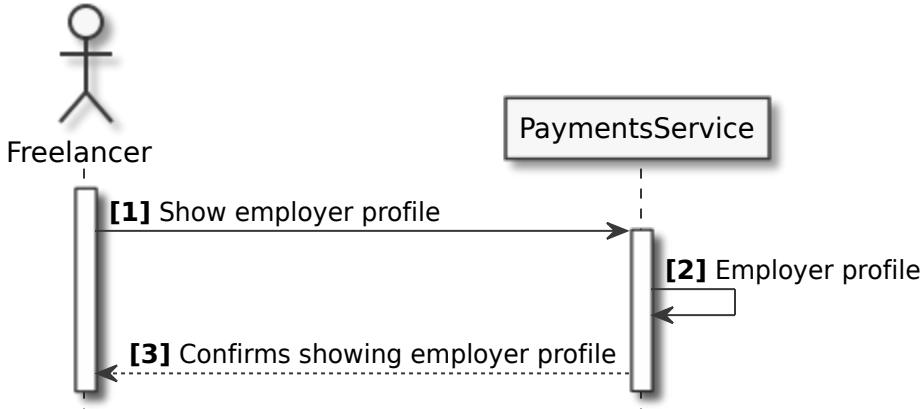 Freelancer
PaymentsService
[1] Show employer profile
[2] Employer profile
[3] Confirms showing employer profile